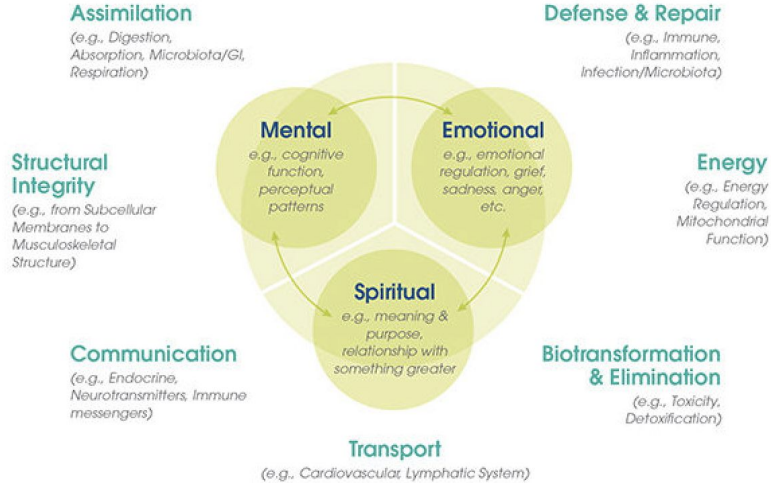 Assimilation
(e.g., Digestion,
Absorption, Microbiota/GI,
Respiration)
Defense & Repair
(e.g., Immune,
Inflammation,
Infection/Microbiota)
Mental
e.g., cognitive
function,
perceptual
patterns
Emotional
e.g., emotional
regulation, grief,
sadness, anger,
etc.
Structural
Integrity
(e.g., from Subcellular
Membranes to
Musculoskeletal
Structure)
Energy
(e.g., Energy
Regulation,
Mitochondrial
Function)
Spiritual
e.g., meaning &
purpose,
relationship with
something greater
Communication
(e.g., Endocrine,
Neurotransmitters, Immune
messengers)
Biotransformation
& Elimination
(e.g., Toxicity,
Detoxification)
Transport
(e.g., Cardiovascular, Lymphatic System)